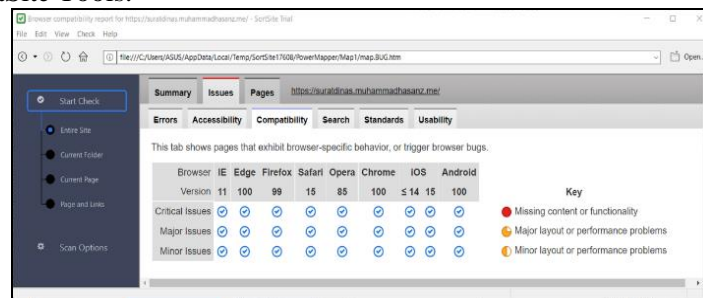 Site Tools.
Browser compatibility report for https://suratdinas.muhammadhasanz.me/ - SortSite Trial
File Edit View Check Help
file:///C:/Users/ASUS/AppData/Local/Temp/SortSite17608/PowerMapper/Map1/map.BUG.htm
Open
Start Check
Entire Site
Current Folder
Current Page
Page and Links
Scan Options
Summary Issues Pages https://suratdinas.muhammadhasanz.me/
Errors Accessibility Compatibility Search Standards Usability
This tab shows pages that exhibit browser-specific behavior, or trigger browser bugs.
Browser IE Edge Firefox Safari Opera Chrome IOS Android
Version 11 100 99 15 85 100 ≤ 14 15 100
Key
Critical Issues
Missing content or functionality
Major Issues
Major layout or performance problems
Minor Issues
Minor layout or performance problems